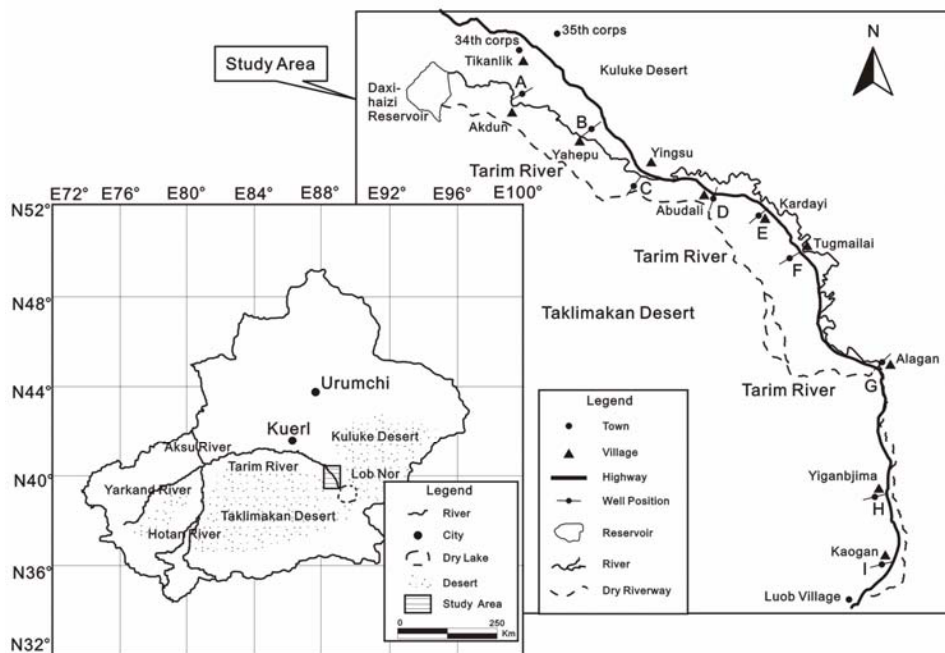 34th corps
35th corps
N
Tikanlik
Kuluke Desert
Study Area
A
Daxi-
haizi
Reservoir
Akdun
B
Yahepu
Yingsu
Tarim River
C
Abudali
D
Kardayi
E
Tugmailai
Tarim River
F
Taklimakan Desert
Alagan
Tarim River
G
Yiganbjima
H
Kaogan
I
Luob Village
Legend
Town
Village
Highway
Well Position
Reservoir
River
Dry Riverway
E72° E76° E80° E84° E88° E92° E96° E100°
N52°
N48°
N44°
N40°
N36°
N32°
Urumchi
Kuerl
Kuluke Desert
Aksu River
Tarim River
Lob Nor
Yarkand River
Taklimakan Desert
Hotan River
Legend
River
City
Dry Lake
Desert
Study Area
0 250
Km